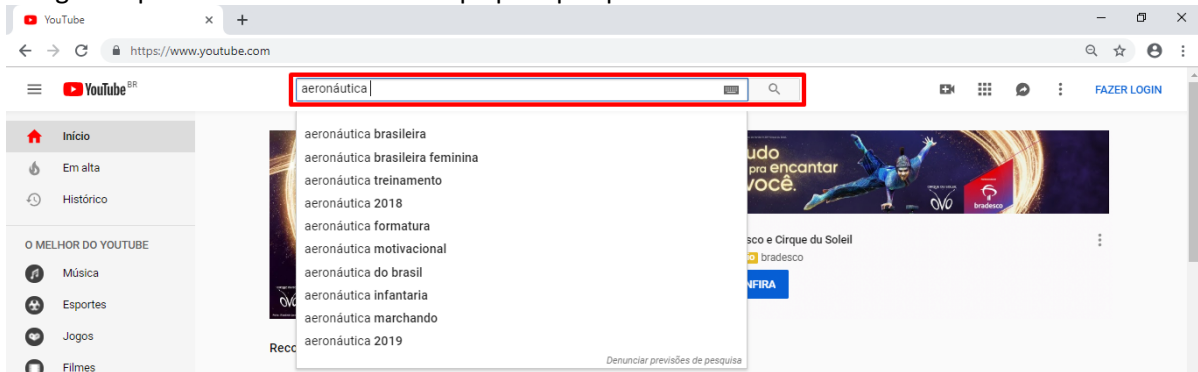 YouTube
https://www.youtube.com
YouTube BR
aeronáutica
FAZER LOGIN
Início
Em alta
Histórico
O MELHOR DO YOUTUBE
Música
Esportes
Jogos
Filmes
aeronáutica brasileira
aeronáutica brasileira feminina
aeronáutica treinamento
aeronáutica 2018
aeronáutica formatura
aeronáutica motivacional
aeronáutica do brasil
aeronáutica infantaria
aeronáutica marchando
aeronáutica 2019
Denunciar previsões de pesquisa
udo
pra encantar
você.
OVO
bradesco
sco e Cirque du Soleil
bradesco
NFIRA
Reco